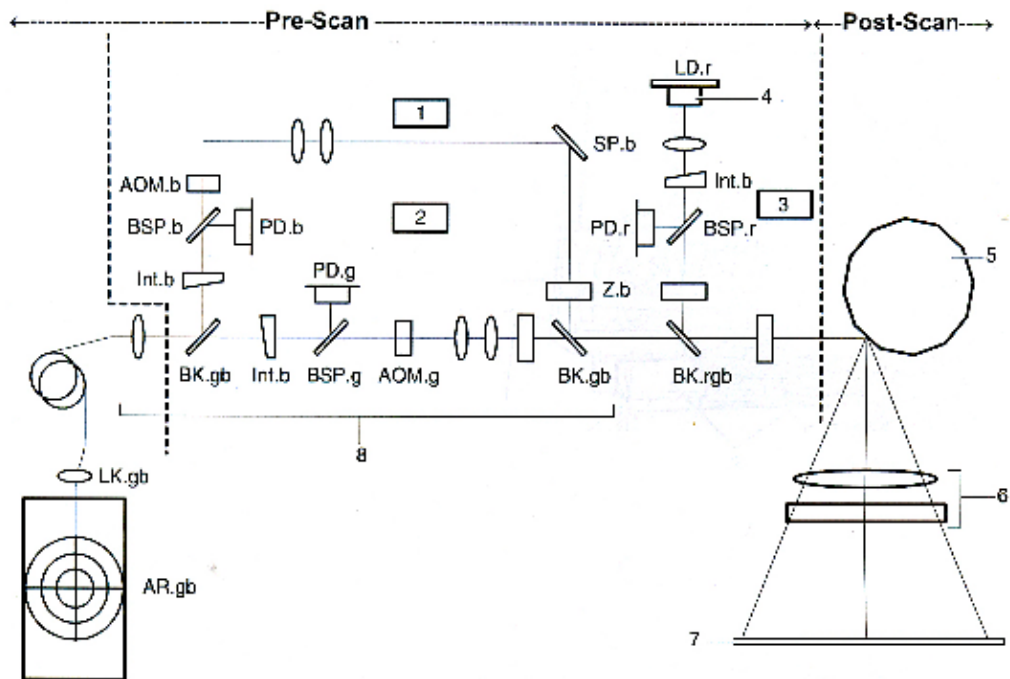 Pre-Scan Post-Scan
LD.r
4
1
SP.b
AOM.b
Int.b
2
3
BSP.b PD.b
PD.r BSP.r
5
Int.b
PD.g
Z.b
BK.gb Int.b BSP.g AOM.g BK.gb BK.rgb
8
LK.gb
6
AR.gb
7